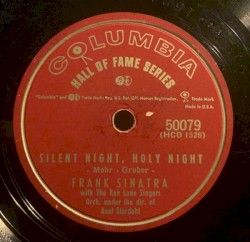 COLUMBIA
HALL OF FAME SERIES
"Columbia" and
Trade Marks Reg. U.S. Pat. Off. Marcas Registradas
Trade Mark
Made in U.S.A.
50079
(HCO 1526)
SILENT NIGHT, HOLY NIGHT
- Mohr - Gruber -
FRANK SINATRA
with The Ken Lane Singers
Orch. under the dir. of
Axel Stordahl